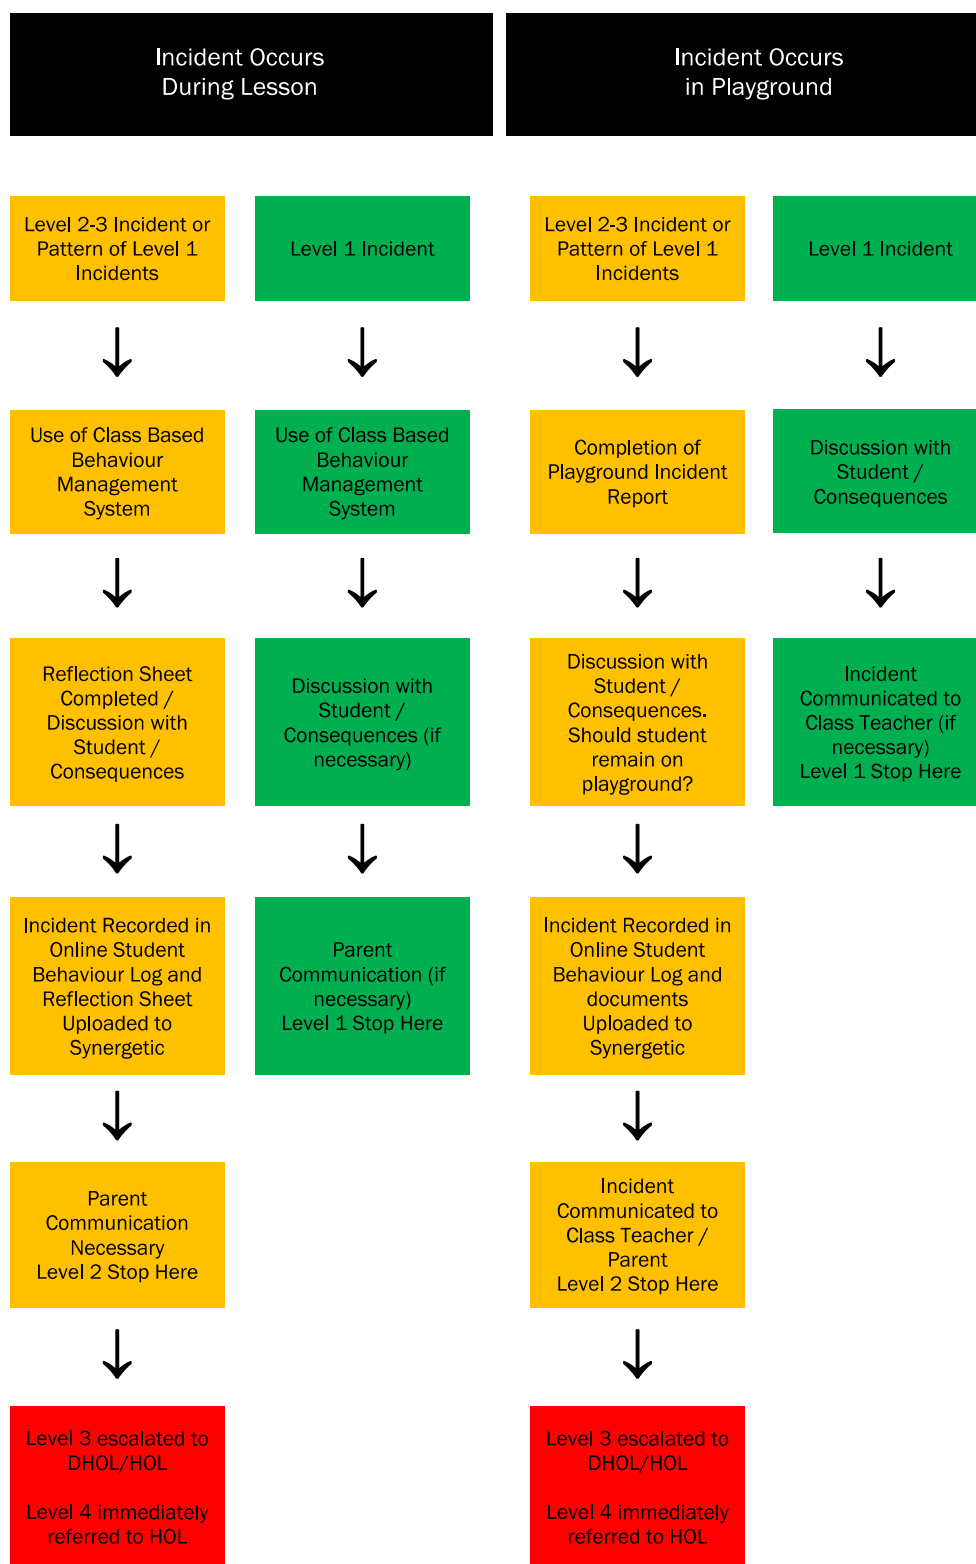 Incident Occurs
During Lesson
Incident Occurs
in Playground
Level 2-3 Incident or
Pattern of Level 1
Incidents
Level 1 Incident
Level 2-3 Incident or
Pattern of Level 1
Incidents
Level 1 Incident
Use of Class Based
Behaviour
Management
System
Use of Class Based
Behaviour
Management
System
Completion of
Playground Incident
Report
Discussion with
Student /
Consequences
Reflection Sheet
Completed /
Discussion with
Student /
Consequences
Discussion with
Student /
Consequences (if
necessary)
Discussion with
Student /
Consequences.
Should student
remain on
playground?
Incident
Communicated to
Class Teacher (if
necessary)
Level 1 Stop Here
Incident Recorded in
Online Student
Behaviour Log and
Reflection Sheet
Uploaded to
Synergetic
Parent
Communication (if
necessary)
Level 1 Stop Here
Incident Recorded in
Online Student
Behaviour Log and
documents
Uploaded to
Synergetic
Parent
Communication
Necessary
Level 2 Stop Here
Incident
Communicated to
Class Teacher /
Parent
Level 2 Stop Here
Level 3 escalated to
DHOL/HOL
Level 4 immediately
referred to HOL
Level 3 escalated to
DHOL/HOL
Level 4 immediately
referred to HOL